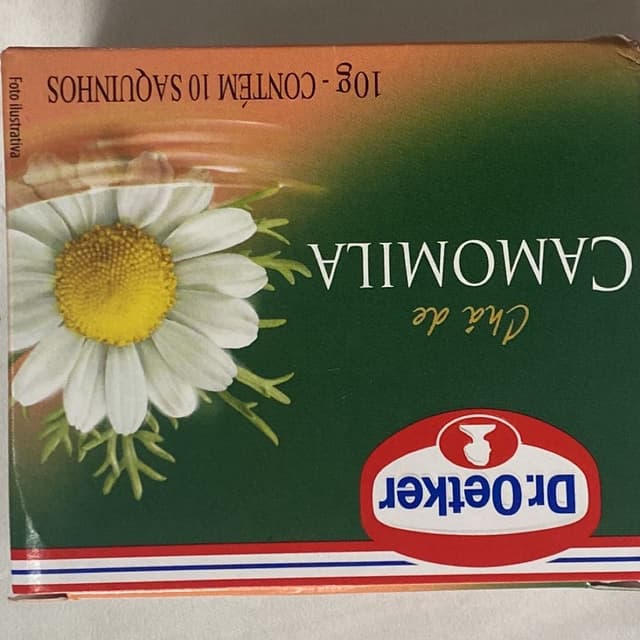 Dr.Oetker
Chá de
CAMOMILA
10g - CONTÉM 10 SAQUINHOS
Foto ilustrativa